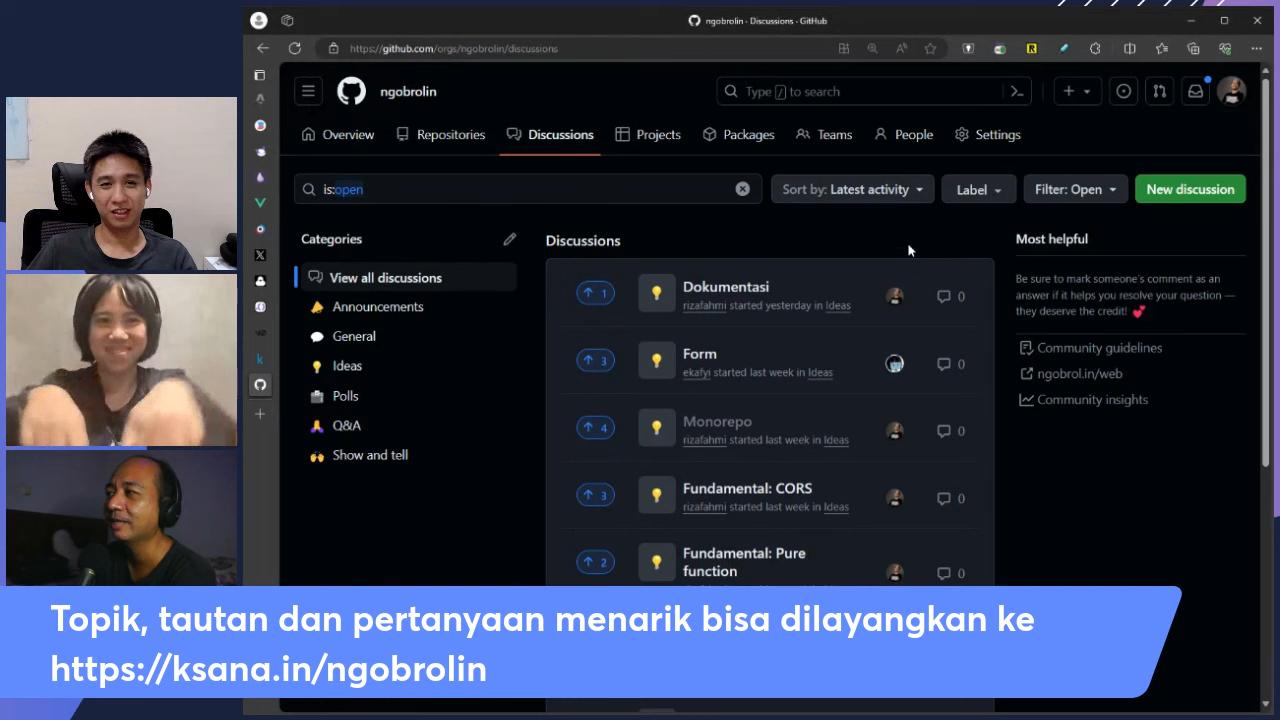 ngobrolin · Discussions · GitHub
https://github.com/orgs/ngobrolin/discussions
ngobrolin
Type / to search
Overview
Repositories
Discussions
Projects
Packages
Teams
People
Settings
is:open
Sort by: Latest activity
Label
Filter: Open
New discussion
Categories
View all discussions
Announcements
General
Ideas
Polls
Q&A
Show and tell
Discussions
1
Dokumentasi
rizafahmi started yesterday in Ideas
0
3
Form
ekafyi started last week in Ideas
0
4
Monorepo
rizafahmi started last week in Ideas
0
3
Fundamental: CORS
rizafahmi started last week in Ideas
0
2
Fundamental: Pure
function
0
Most helpful
Be sure to mark someone's comment as an
answer if it helps you resolve your question —
they deserve the credit! 💕
Community guidelines
ngobrol.in/web
Community insights
Topik, tautan dan pertanyaan menarik bisa dilayangkan ke
https://ksana.in/ngobrolin